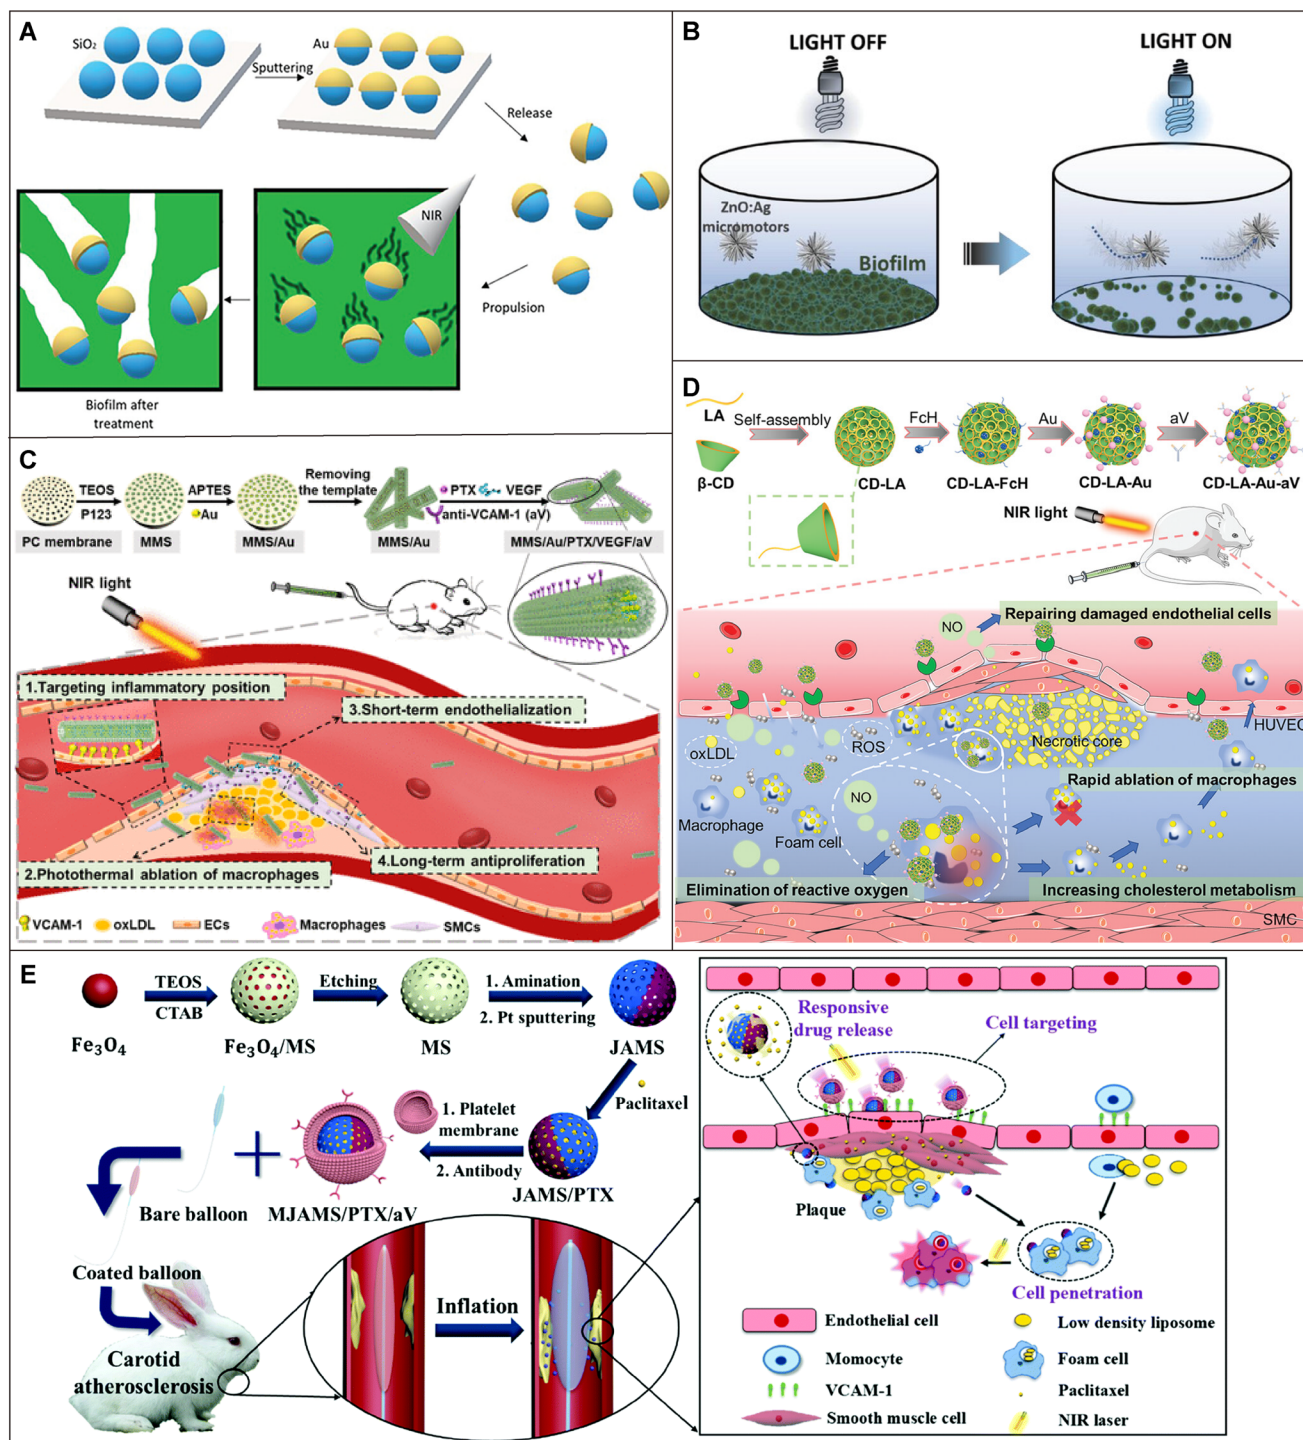 A
SiO₂
Sputtering
Au
Release
NIR
Propulsion
Biofilm after
treatment
B
LIGHT OFF
LIGHT ON
ZnO:Ag
micromotors
Biofilm
C
TEOS
P123
APTES
Au
Removing
the template
PTX
VEGF
anti-VCAM-1 (aV)
PC membrane
MMS
MMS/Au
MMS/Au
MMS/Au/PTX/VEGF/aV
NIR light
1.Targeting inflammatory position
3.Short-term endothelialization
4.Long-term antiproliferation
2.Photothermal ablation of macrophages
VCAM-1
oxLDL
ECs
Macrophages
SMCs
D
LA
β-CD
Self-assembly
CD-LA
FcH
CD-LA-FcH
Au
CD-LA-Au
aV
CD-LA-Au-aV
NIR light
NO
Repairing damaged endothelial cells
HUVEC
oxLDL
ROS
Necrotic core
Rapid ablation of macrophages
NO
Macrophage
Foam cell
Elimination of reactive oxygen
Increasing cholesterol metabolism
SMC
E
Fe₃O₄
TEOS
CTAB
Fe₃O₄/MS
Etching
MS
1. Amination
2. Pt sputtering
JAMS
Paclitaxel
JAMS/PTX
1. Platelet
membrane
2. Antibody
MJAMS/PTX/aV
Bare balloon
Coated balloon
Carotid
atherosclerosis
Inflation
Responsive
drug release
Cell targeting
Plaque
Cell penetration
Endothelial cell
Low density liposome
Momocyte
Foam cell
VCAM-1
Paclitaxel
Smooth muscle cell
NIR laser